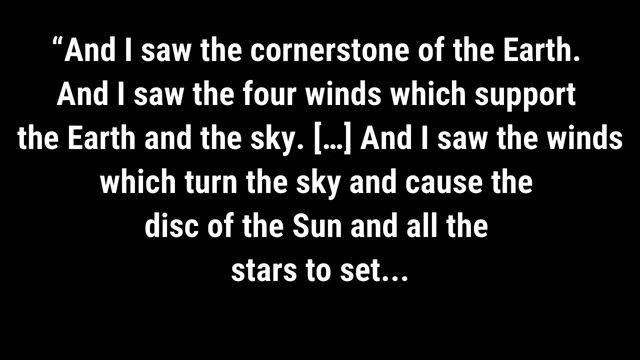 “And I saw the cornerstone of the Earth.
And I saw the four winds which support
the Earth and the sky. […] And I saw the winds
which turn the sky and cause the
disc of the Sun and all the
stars to set...